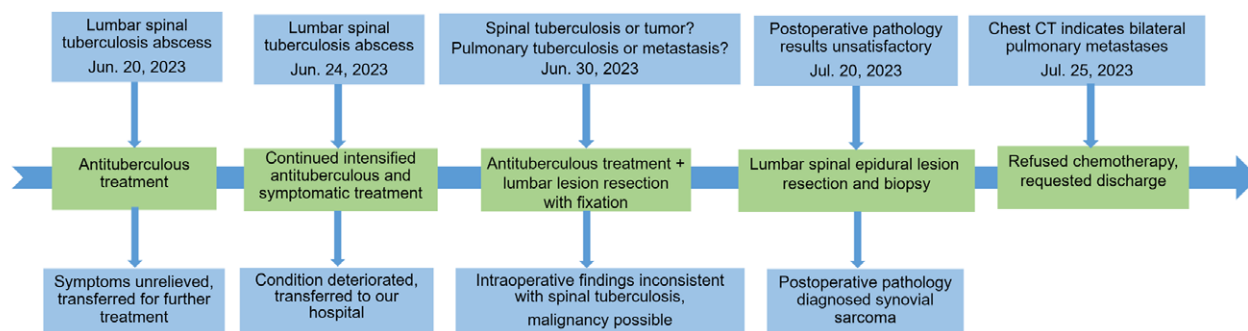 Lumbar spinal
tuberculosis abscess
Jun. 20, 2023
Lumbar spinal
tuberculosis abscess
Jun. 24, 2023
Spinal tuberculosis or tumor?
Pulmonary tuberculosis or metastasis?
Jun. 30, 2023
Postoperative pathology
results unsatisfactory
Jul. 20, 2023
Chest CT indicates bilateral
pulmonary metastases
Jul. 25, 2023
Antituberculous
treatment
Continued intensified
antituberculous and
symptomatic treatment
Antituberculous treatment +
lumbar lesion resection
with fixation
Lumbar spinal epidural lesion
resection and biopsy
Refused chemotherapy,
requested discharge
Symptoms unrelieved,
transferred for further
treatment
Condition deteriorated,
transferred to our
hospital
Intraoperative findings inconsistent
with spinal tuberculosis,
malignancy possible
Postoperative pathology
diagnosed synovial
sarcoma